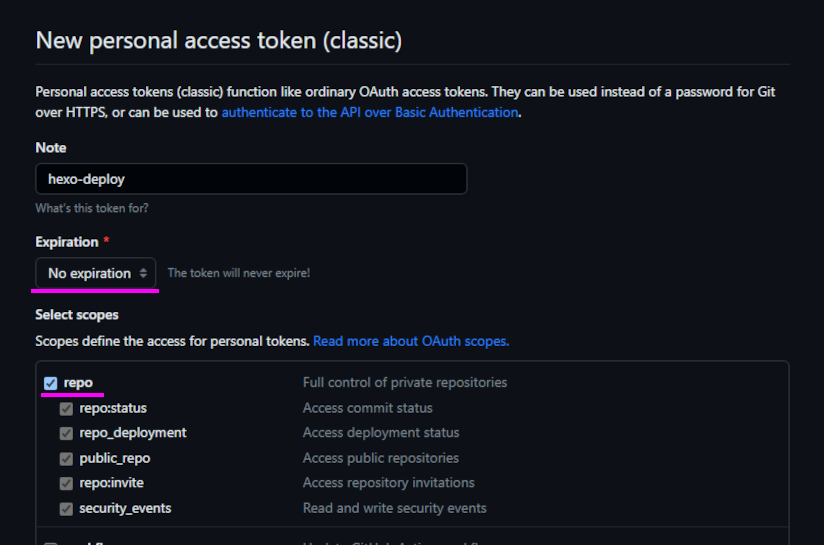 New personal access token (classic)
Personal access tokens (classic) function like ordinary OAuth access tokens. They can be used instead of a password for Git
over HTTPS, or can be used to authenticate to the API over Basic Authentication.
Note
hexo-deploy
What's this token for?
Expiration *
No expiration The token will never expire!
Select scopes
Scopes define the access for personal tokens. Read more about OAuth scopes.
repo Full control of private repositories
repo:status Access commit status
repo_deployment Access deployment status
public_repo Access public repositories
repo:invite Access repository invitations
security_events Read and write security events